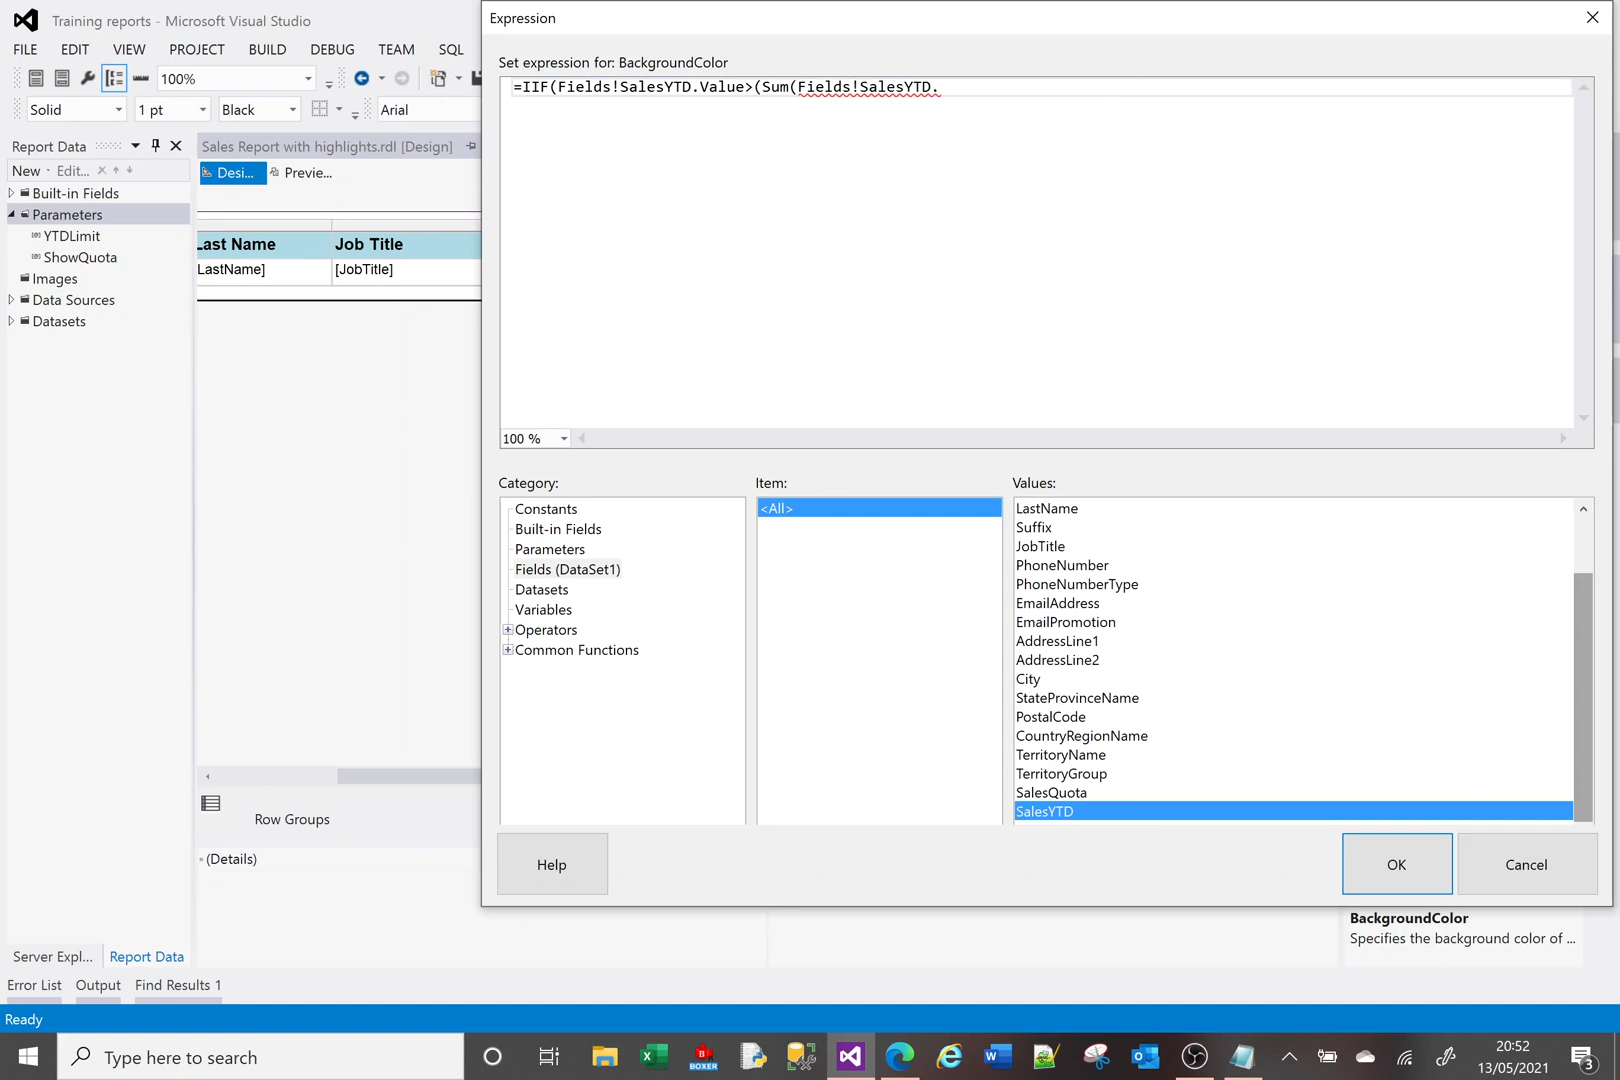 Training reports - Microsoft Visual Studio
FILE EDIT VIEW PROJECT BUILD DEBUG TEAM SQL
100%
Solid 1 pt Black Arial
Report Data
New Edit...
Built-in Fields
Parameters
YTDLimit
ShowQuota
Images
Data Sources
Datasets
Sales Report with highlights.rdl [Design]
Desi... Previe...
Last Name Job Title
LastName] [JobTitle]
Row Groups
(Details)
Server Expl... Report Data
Error List Output Find Results 1
Ready
Expression
Set expression for: BackgroundColor
=IIF(Fields!SalesYTD.Value>(Sum(Fields!SalesYTD.
100 %
Category:
Constants
Built-in Fields
Parameters
Fields (DataSet1)
Datasets
Variables
Operators
Common Functions
Item:
<All>
Values:
LastName
Suffix
JobTitle
PhoneNumber
PhoneNumberType
EmailAddress
EmailPromotion
AddressLine1
AddressLine2
City
StateProvinceName
PostalCode
CountryRegionName
TerritoryName
TerritoryGroup
SalesQuota
SalesYTD
Help OK Cancel
BackgroundColor
Specifies the background color of ...
Type here to search
BOXER
20:52
13/05/2021
3